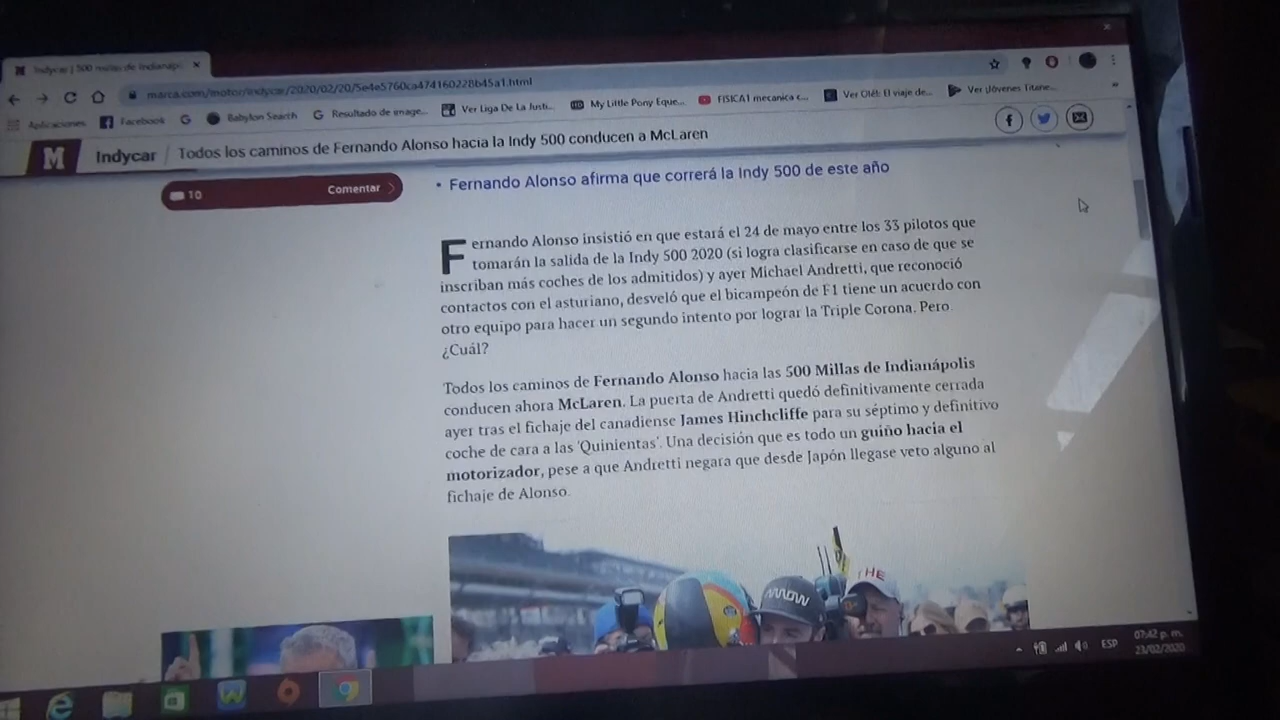 Indycar | 500 millas de Indianáp
marca.com/motor/indycar/2020/02/20/5e4e5760ca474160228b45a1.html
Aplicaciones Facebook G Babylon Search Resultado de image... Ver Liga De La Justi... My Little Pony Eque... FISICA1 mecanica c... Ver Olé!: El viaje de... Ver ¡Jóvenes Titane... »
M Indycar Todos los caminos de Fernando Alonso hacia la Indy 500 conducen a McLaren
10 Comentar
• Fernando Alonso afirma que correrá la Indy 500 de este año
Fernando Alonso insistió en que estará el 24 de mayo entre los 33 pilotos que
tomarán la salida de la Indy 500 2020 (si logra clasificarse en caso de que se
inscriban más coches de los admitidos) y ayer Michael Andretti, que reconoció
contactos con el asturiano, desveló que el bicampeón de F1 tiene un acuerdo con
otro equipo para hacer un segundo intento por lograr la Triple Corona. Pero.
¿Cuál?
Todos los caminos de Fernando Alonso hacia las 500 Millas de Indianápolis
conducen ahora McLaren. La puerta de Andretti quedó definitivamente cerrada
ayer tras el fichaje del canadiense James Hinchcliffe para su séptimo y definitivo
coche de cara a las 'Quinientas'. Una decisión que es todo un guiño hacia el
motorizador, pese a que Andretti negara que desde Japón llegase veto alguno al
fichaje de Alonso.
ARROW
THE
ESP
07:42 p. m.
23/02/2020